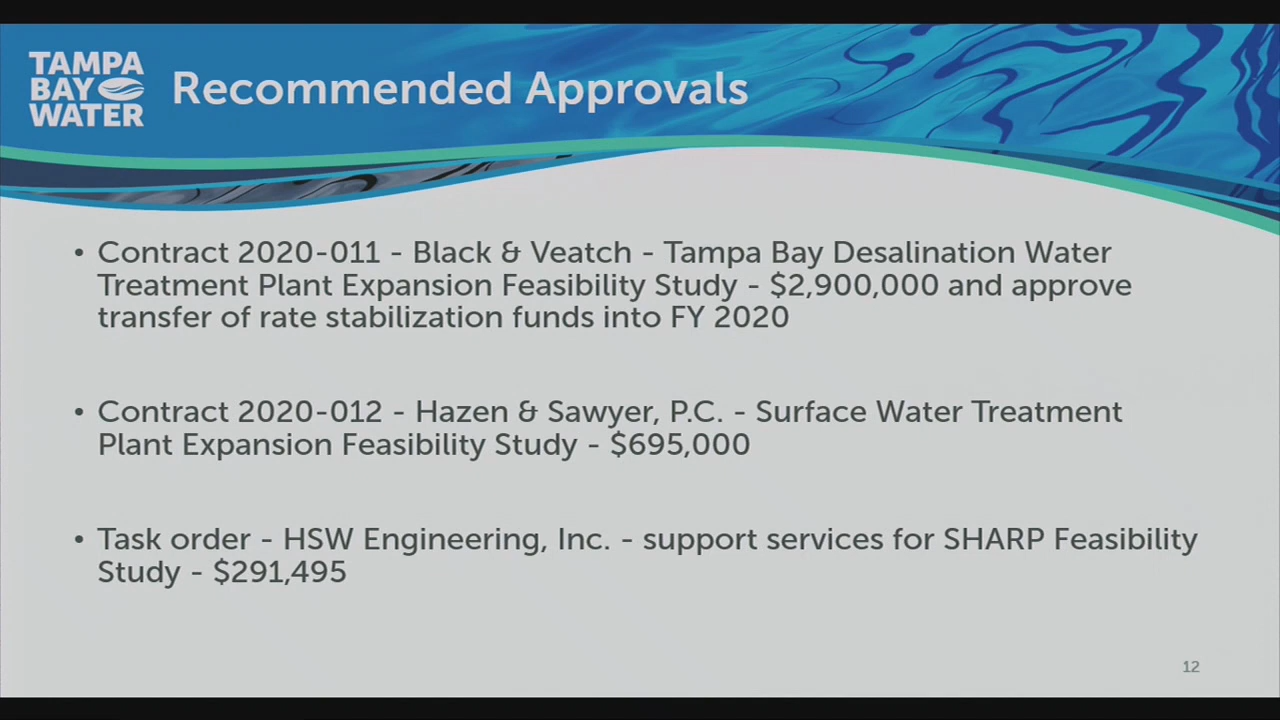 TAMPA
BAY
WATER
Recommended Approvals
• Contract 2020-011 - Black & Veatch - Tampa Bay Desalination Water
Treatment Plant Expansion Feasibility Study - $2,900,000 and approve
transfer of rate stabilization funds into FY 2020
• Contract 2020-012 - Hazen & Sawyer, P.C. - Surface Water Treatment
Plant Expansion Feasibility Study - $695,000
• Task order - HSW Engineering, Inc. - support services for SHARP Feasibility
Study - $291,495
12